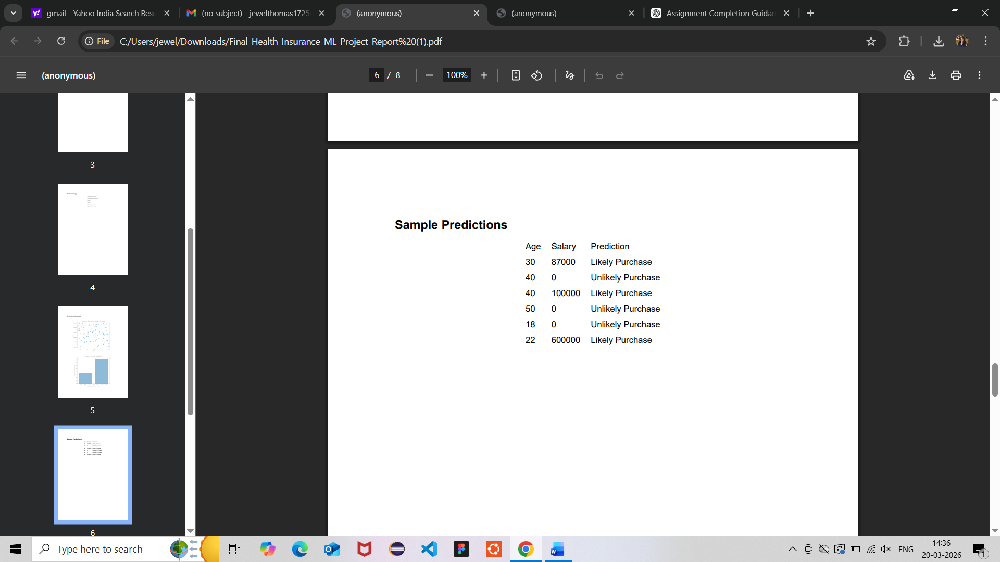 gmail - Yahoo India Search Resu
(no subject) - jewelthomas1725
(anonymous)
(anonymous)
Assignment Completion Guidan
File
C:/Users/jewel/Downloads/Final_Health_Insurance_ML_Project_Report%20(1).pdf
(anonymous)
6 / 8
100%
3
4
5
6
Sample Predictions
Age Salary Prediction
30 87000 Likely Purchase
40 0 Unlikely Purchase
40 100000 Likely Purchase
50 0 Unlikely Purchase
18 0 Unlikely Purchase
22 600000 Likely Purchase
Type here to search
ENG
14:36
20-03-2026
1